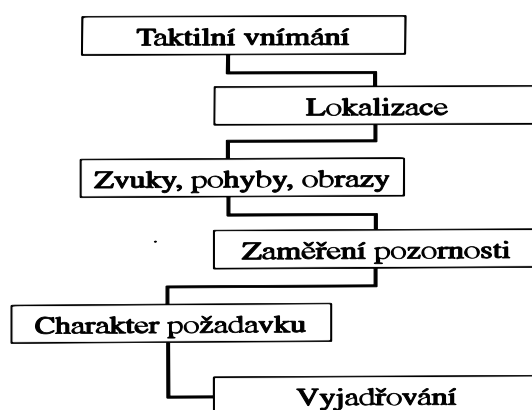 Taktilní vnímání
Lokalizace
Zvuky, pohyby, obrazy
Zaměření pozornosti
Charakter požadavku
Vyjadřování